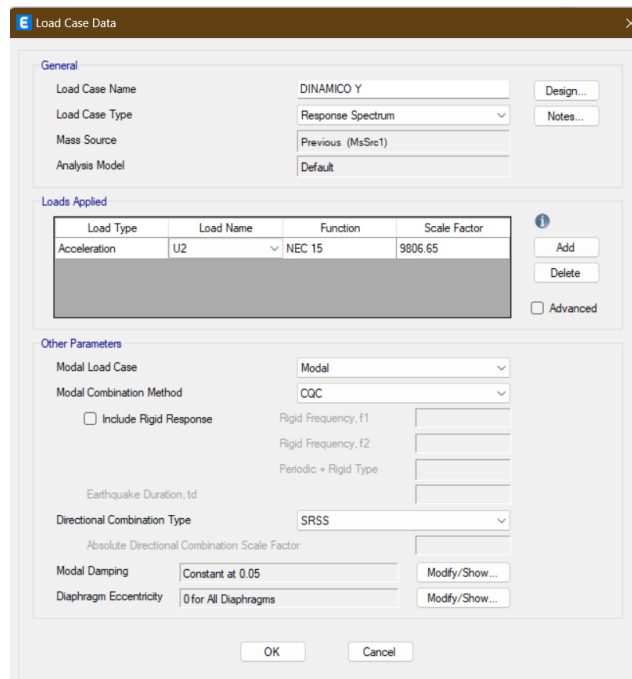 E Load Case Data
General
Load Case Name DINAMICO Y Design...
Load Case Type Response Spectrum Notes...
Mass Source Previous (MsSrc1)
Analysis Model Default
Loads Applied
Load Type Load Name Function Scale Factor
Acceleration U2 NEC 15 9806.65 Add
Delete
Advanced
Other Parameters
Modal Load Case Modal
Modal Combination Method CQC
Include Rigid Response Rigid Frequency, f1
Rigid Frequency, f2
Periodic + Rigid Type
Earthquake Duration, td
Directional Combination Type SRSS
Absolute Directional Combination Scale Factor
Modal Damping Constant at 0.05 Modify/Show...
Diaphragm Eccentricity 0 for All Diaphragms Modify/Show...
OK Cancel